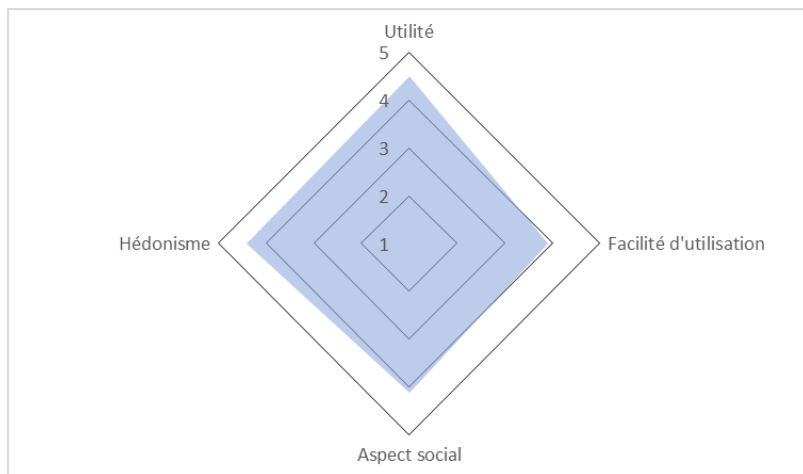 Utilité
5
4
3
2
1
Hédonisme
Facilité d'utilisation
Aspect social